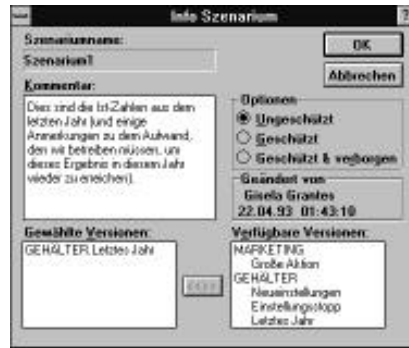 Info Szenarium
Szenariumname:
Szenarium1
OK
Abbrechen
Kommentar:
Dies sind die Ist-Zahlen aus dem
letzten Jahr (und einige
Anmerkungen zu dem Aufwand,
den wir betreiben müssen, um
dieses Ergebnis in diesem Jahr
wieder zu erreichen).
Optionen
Ungeschützt
Geschützt
Geschützt & verborgen
Geändert von
Gisela Grantes
22.04.93 01:43:10
Gewählte Versionen:
GEHÄLTER.Letztes Jahr
Verfügbare Versionen:
MARKETING
Große Aktion
GEHÄLTER
Neueinstellungen
Einstellungsstopp
Letztes Jahr